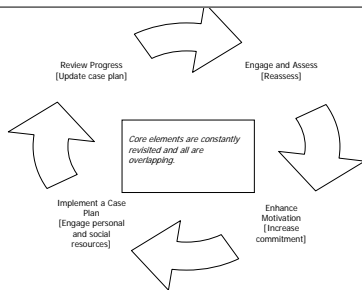 Review Progress
[Update case plan]
Engage and Assess
[Reassess]
Core elements are constantly
revisited and all are
overlapping.
Implement a Case
Plan
[Engage personal
and social
resources]
Enhance
Motivation
[Increase
commitment]